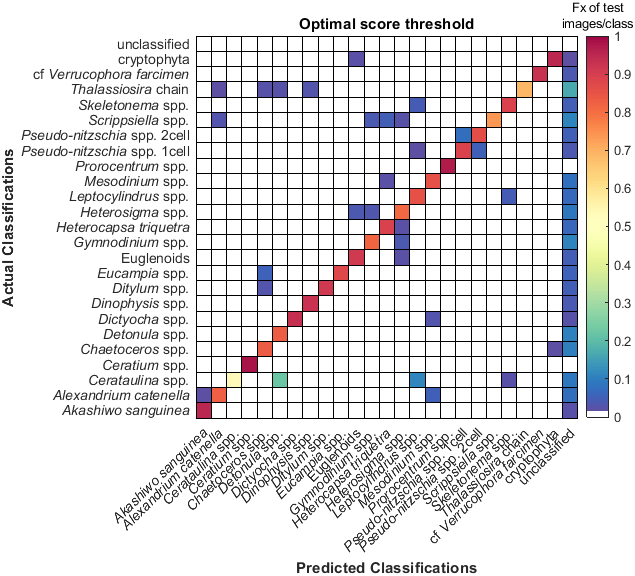 Fx of test
images/class
Optimal score threshold
Actual Classifications
unclassified
cryptophyta
cf Verrucophora farcimen
Thalassiosira chain
Skeletonema spp.
Scrippsiella spp.
Pseudo-nitzschia spp. 2cell
Pseudo-nitzschia spp. 1cell
Prorocentrum spp.
Mesodinium spp.
Leptocylindrus spp.
Heterosigma spp.
Heterocapsa triquetra
Gymnodinium spp.
Euglenoids
Eucampia spp.
Ditylum spp.
Dinophysis spp.
Dictyocha spp.
Detonula spp.
Chaetoceros spp.
Ceratium spp.
Cerataulina spp.
Alexandrium catenella
Akashiwo sanguinea
1
0.9
0.8
0.7
0.6
0.5
0.4
0.3
0.2
0.1
0
Akashiwo sanguinea
Alexandrium catenella
Cerataulina spp
Ceratium spp
Chaetoceros spp
Detonula spp
Dictyocha spp
Dinophysis spp
Ditylum spp
Eucampia spp
Euglenoids
Gymnodinium spp
Heterocapsa triquetra
Heterosigma spp
Leptocylindrus spp
Mesodinium spp
Prorocentrum spp
Pseudo-nitzschia spp. 1cell
Pseudo-nitzschia spp. 2cell
Scrippsiella spp
Skeletonema spp
Thalassiosira chain
cf Verrucophora farcimen
cryptophyta
unclassified
Predicted Classifications